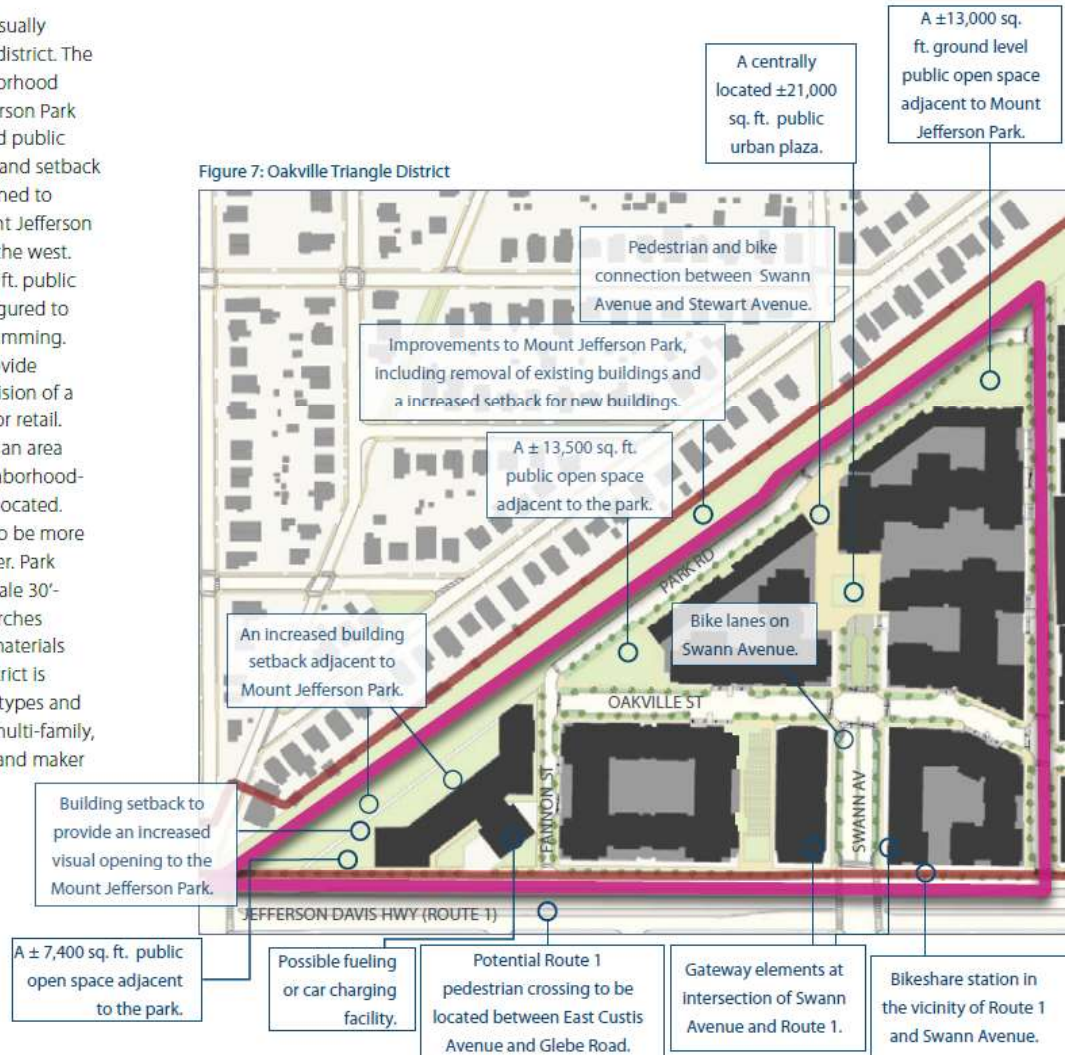 sually
district. The
orhood
rson Park
d public
and setback
ned to
nt Jefferson
the west.
ft. public
gured to
mming.
vide
ision of a
or retail.
an area
nborhood-
ocated.
o be more
er. Park
ale 30'-
rches
naterials
trict is
types and
nulti-family,
and maker
Figure 7: Oakville Triangle District
A centrally
located ±21,000
sq. ft. public
urban plaza.
A ±13,000 sq.
ft. ground level
public open space
adjacent to Mount
Jefferson Park.
Pedestrian and bike
connection between Swann
Avenue and Stewart Avenue.
Improvements to Mount Jefferson Park,
including removal of existing buildings and
a increased setback for new buildings.
A ± 13,500 sq. ft.
public open space
adjacent to the park.
PARK RD
An increased building
setback adjacent to
Mount Jefferson Park.
Bike lanes on
Swann Avenue.
OAKVILLE ST
FANNON ST
SWANN AV
Building setback to
provide an increased
visual opening to the
Mount Jefferson Park.
JEFFERSON DAVIS HWY (ROUTE 1)
A ± 7,400 sq. ft. public
open space adjacent
to the park.
Possible fueling
or car charging
facility.
Potential Route 1
pedestrian crossing to be
located between East Custis
Avenue and Glebe Road.
Gateway elements at
intersection of Swann
Avenue and Route 1.
Bikeshare station in
the vicinity of Route 1
and Swann Avenue.